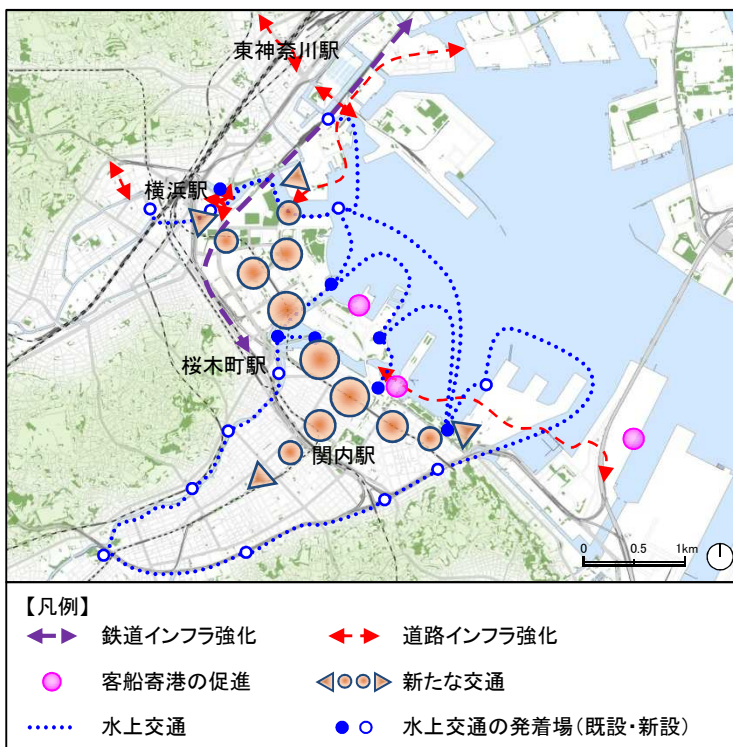 東神奈川駅
横浜駅
桜木町駅
関内駅
0 0.5 1km
【凡例】
鉄道インフラ強化 道路インフラ強化
客船寄港の促進 新たな交通
水上交通 水上交通の発着場(既設・新設)